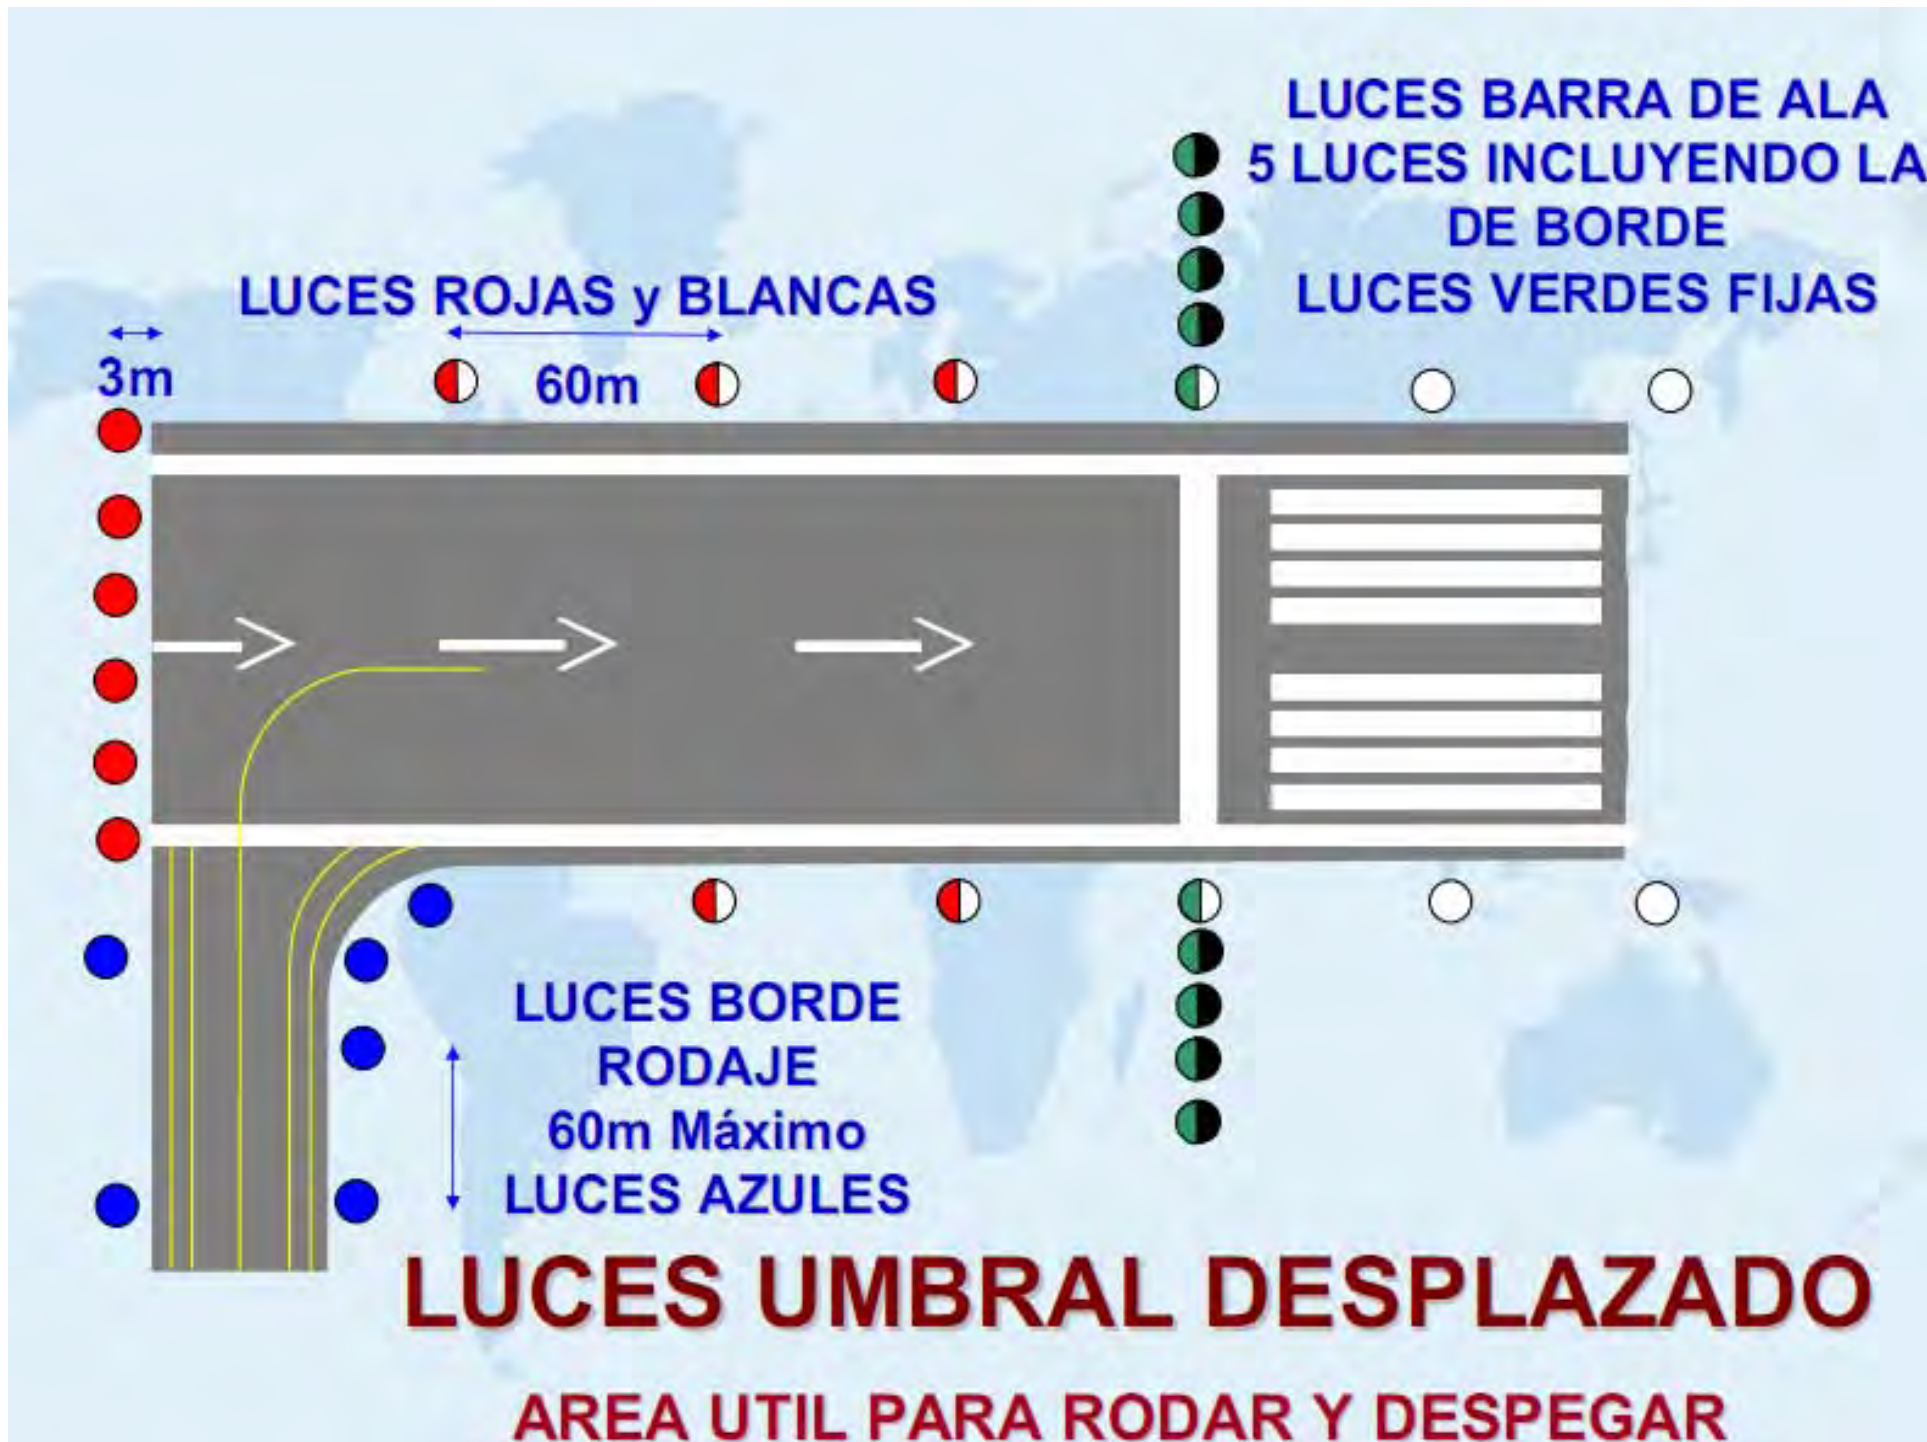 LUCES BARRA DE ALA
5 LUCES INCLUYENDO LA
DE BORDE
LUCES VERDES FIJAS
LUCES ROJAS y BLANCAS
3m
60m
LUCES BORDE
RODAJE
60m Máximo
LUCES AZULES
LUCES UMBRAL DESPLAZADO
AREA UTIL PARA RODAR Y DESPEGAR